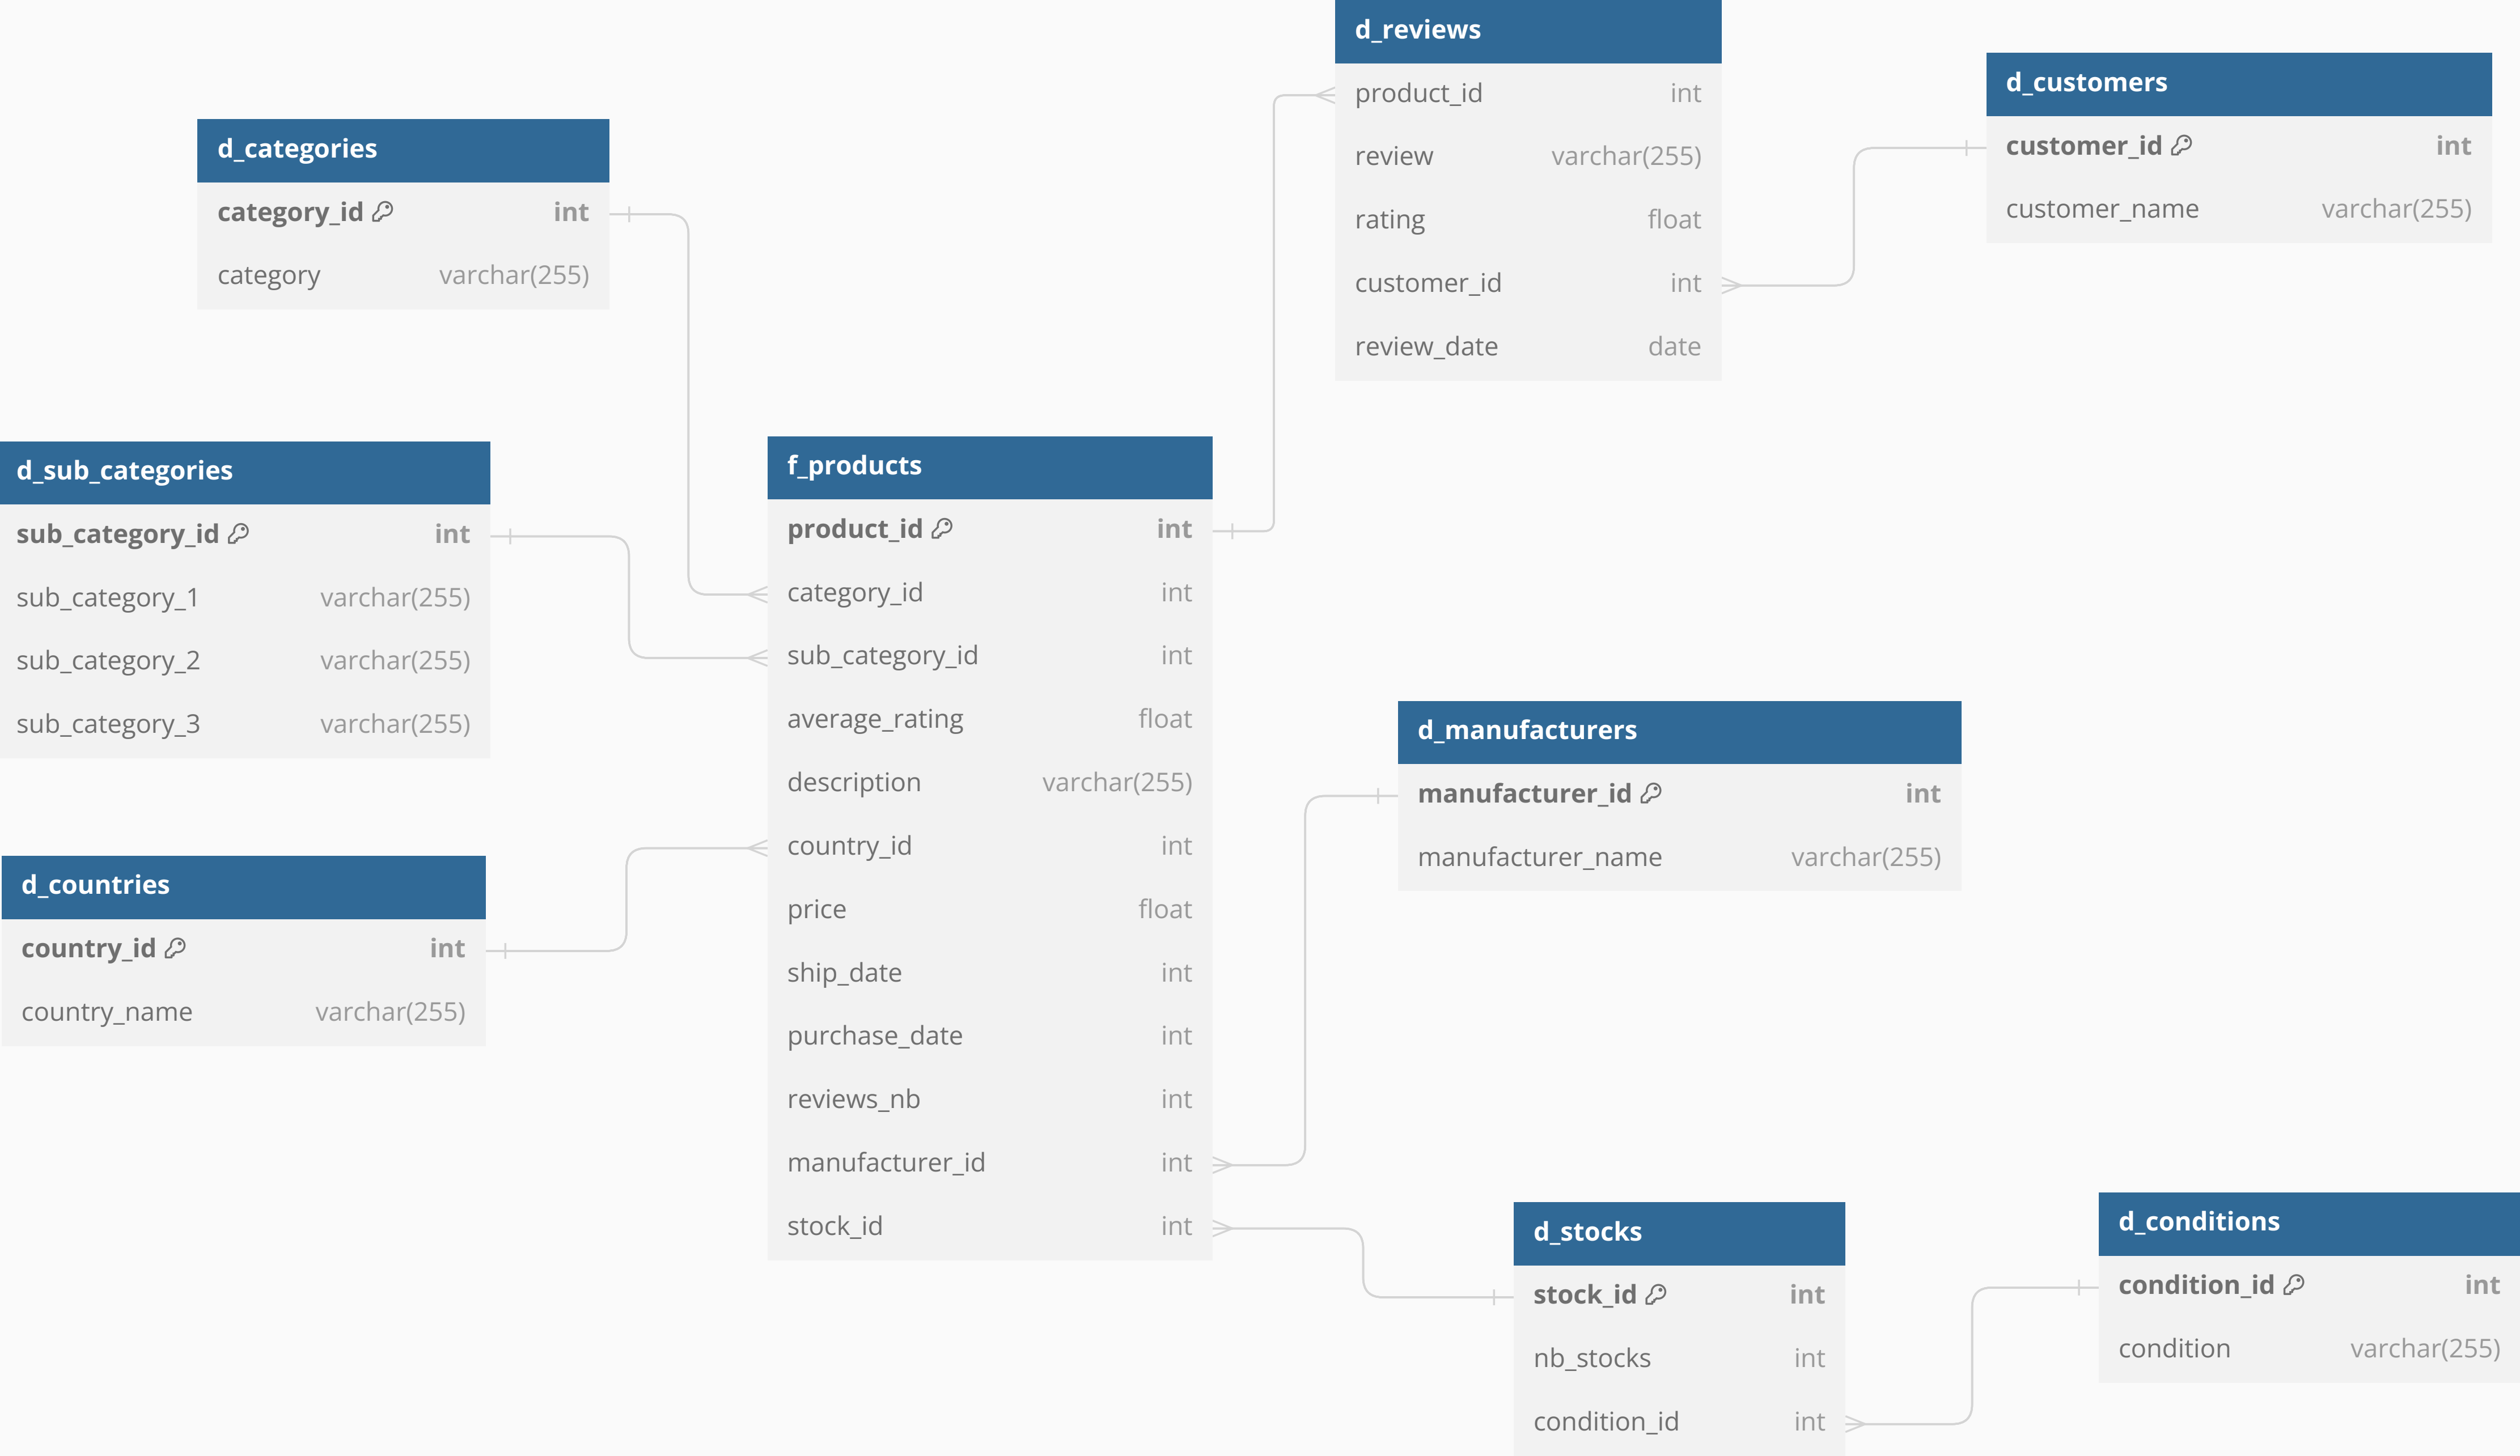 d_reviews
product_id int
review varchar(255)
rating float
customer_id int
review_date date
d_customers
customer_id int
customer_name varchar(255)
d_categories
category_id int
category varchar(255)
d_sub_categories
sub_category_id int
sub_category_1 varchar(255)
sub_category_2 varchar(255)
sub_category_3 varchar(255)
f_products
product_id int
category_id int
sub_category_id int
average_rating float
description varchar(255)
country_id int
price float
ship_date int
purchase_date int
reviews_nb int
manufacturer_id int
stock_id int
d_manufacturers
manufacturer_id int
manufacturer_name varchar(255)
d_countries
country_id int
country_name varchar(255)
d_stocks
stock_id int
nb_stocks int
condition_id int
d_conditions
condition_id int
condition varchar(255)